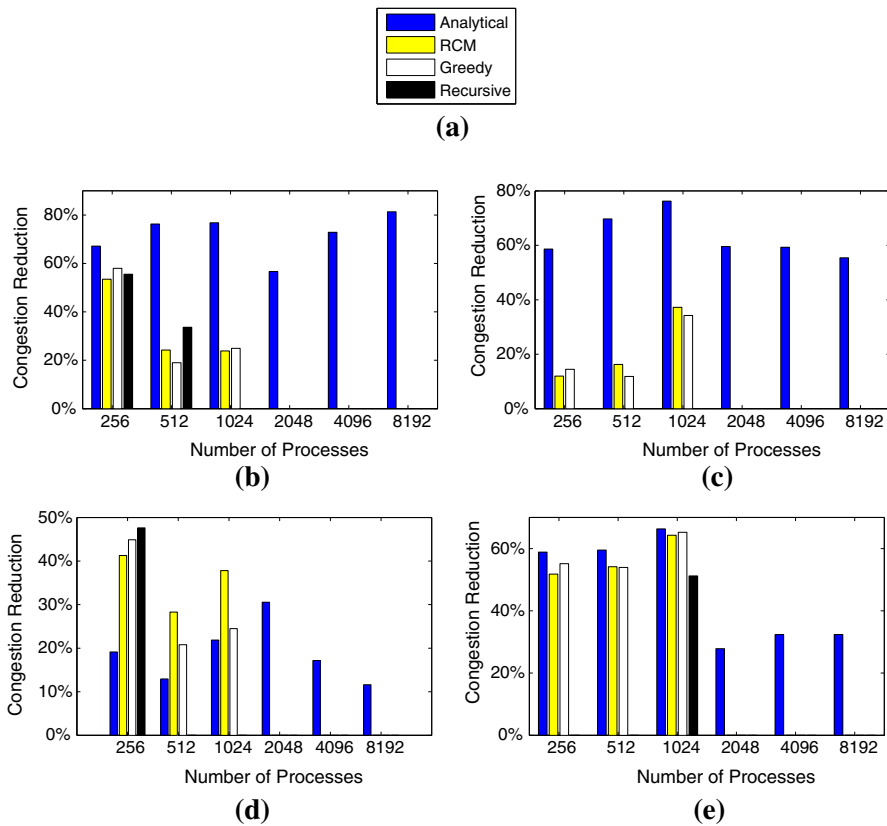 Analytical
RCM
Greedy
Recursive
(a)
80%
60%
40%
20%
0%
Congestion Reduction
256 512 1024 2048 4096 8192
Number of Processes
(b)
80%
60%
40%
20%
0%
Congestion Reduction
256 512 1024 2048 4096 8192
Number of Processes
(c)
50%
40%
30%
20%
10%
0%
Congestion Reduction
256 512 1024 2048 4096 8192
Number of Processes
(d)
60%
40%
20%
0%
Congestion Reduction
256 512 1024 2048 4096 8192
Number of Processes
(e)